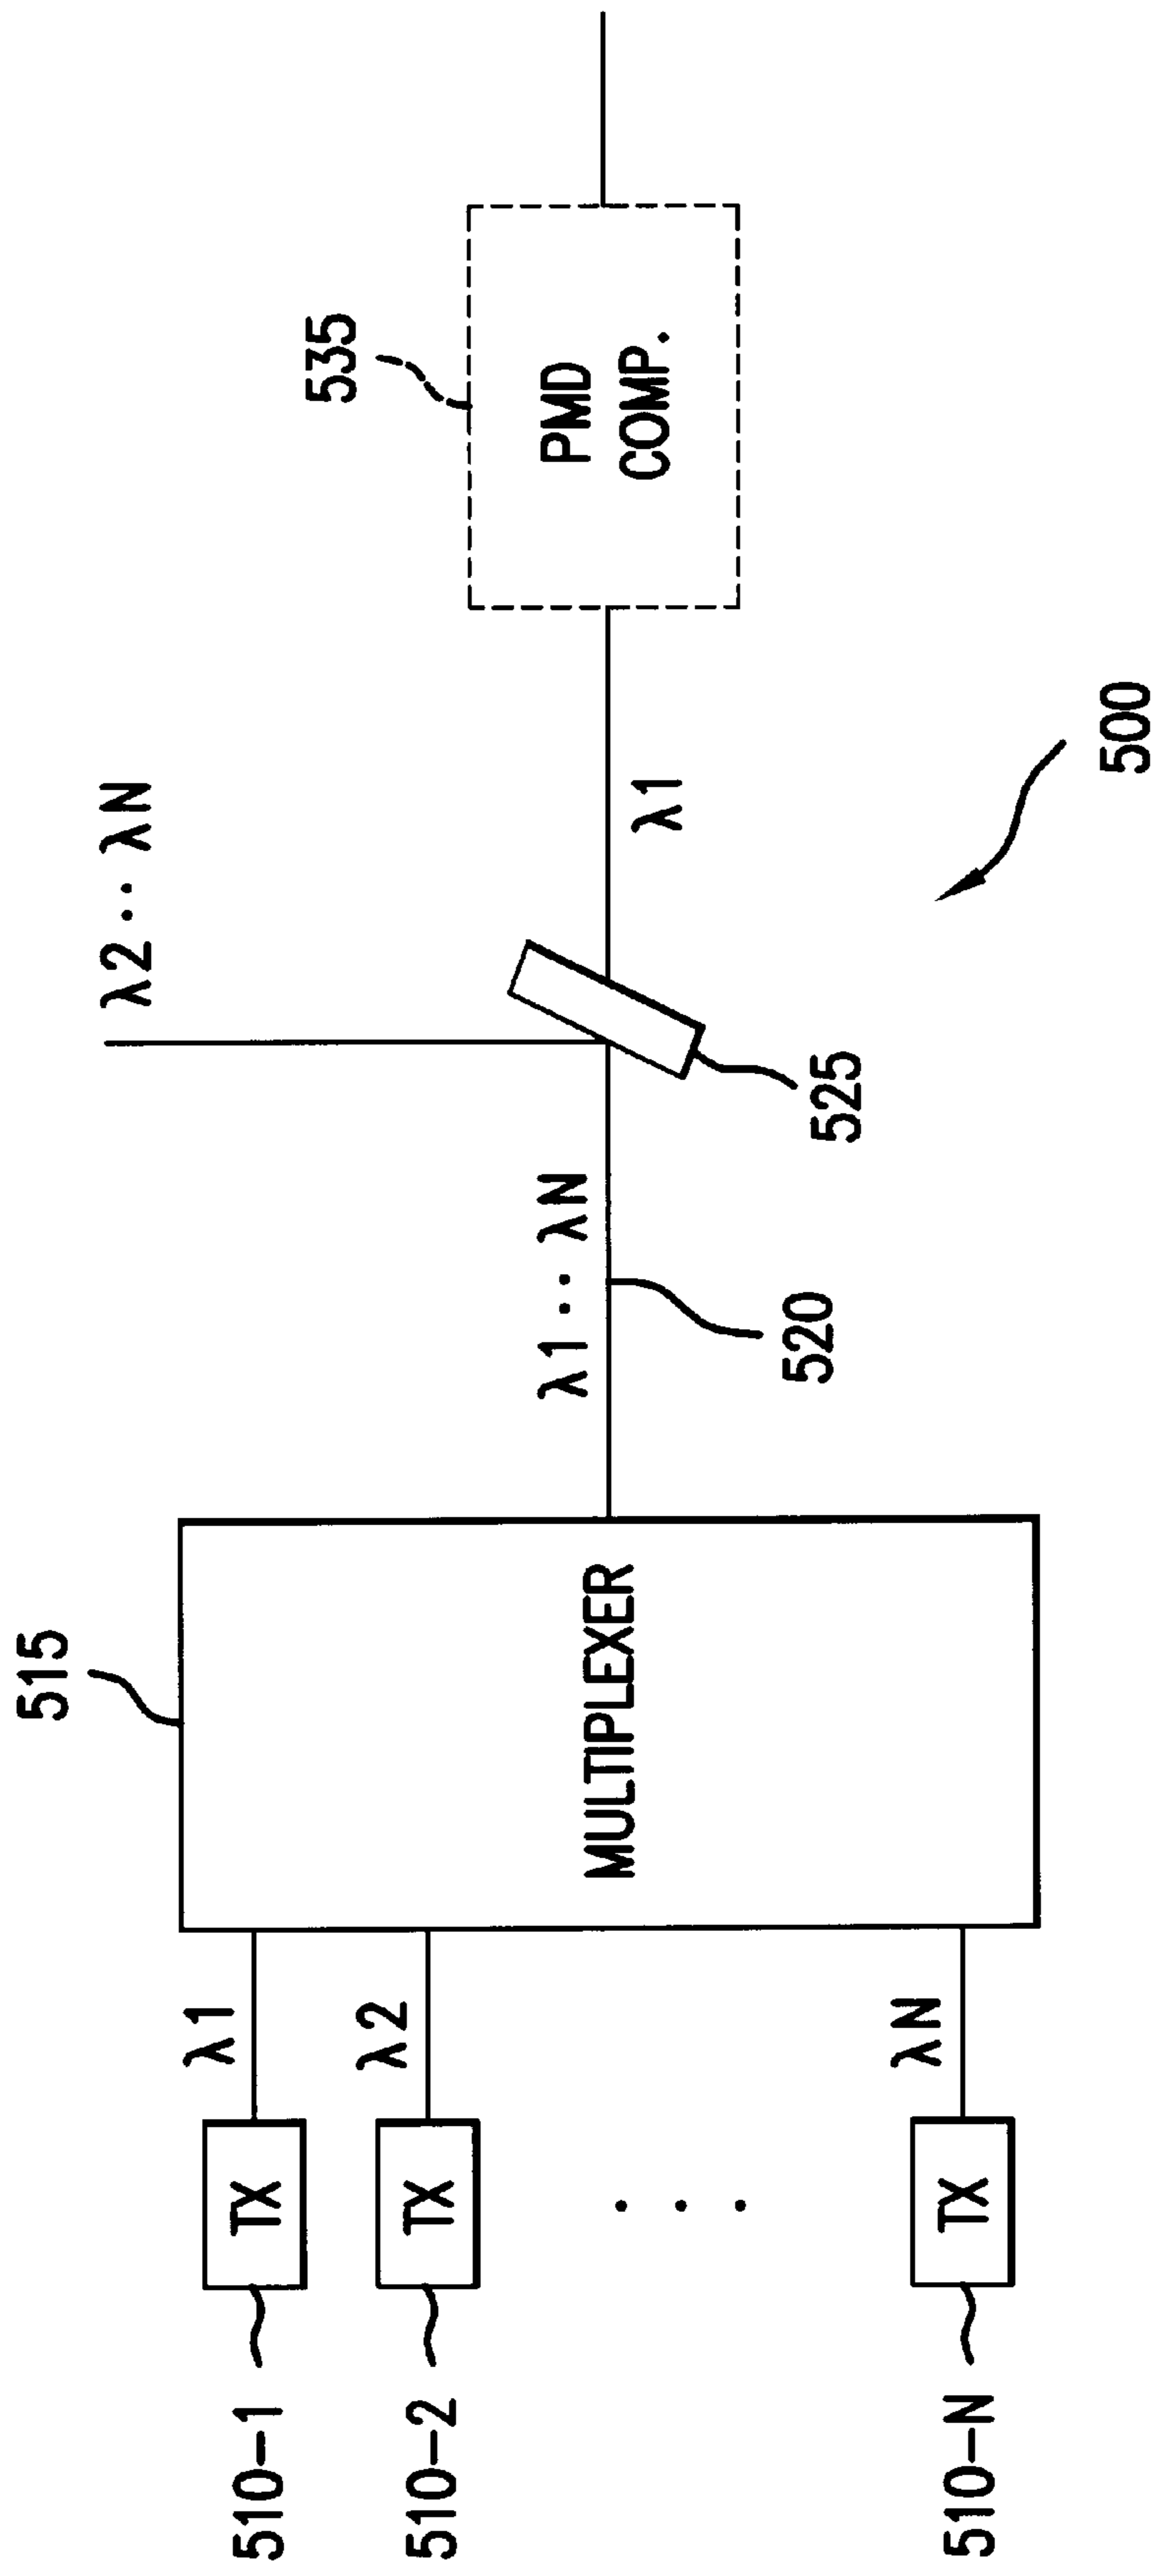 510-1
TX
λ1
510-2
TX
λ2
. . .
510-N
TX
λN
515
MULTIPLEXER
λ1··λN
520
λ2··λN
525
λ1
535
PMD
COMP.
500